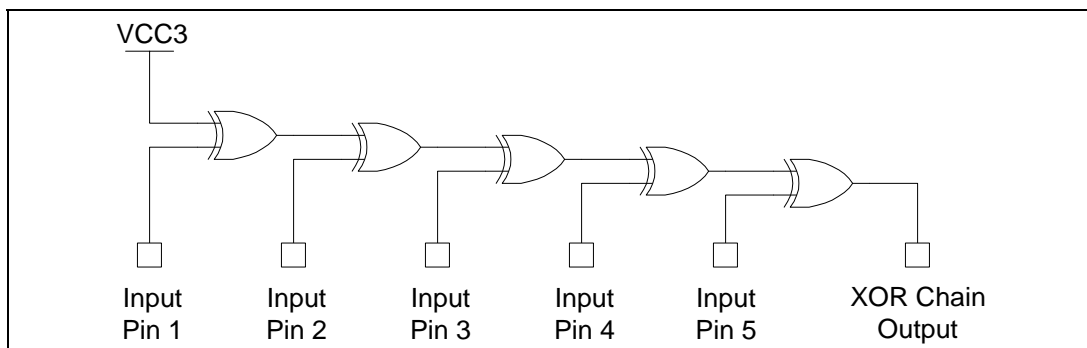 VCC3
Input
Pin 1
Input
Pin 2
Input
Pin 3
Input
Pin 4
Input
Pin 5
XOR Chain
Output